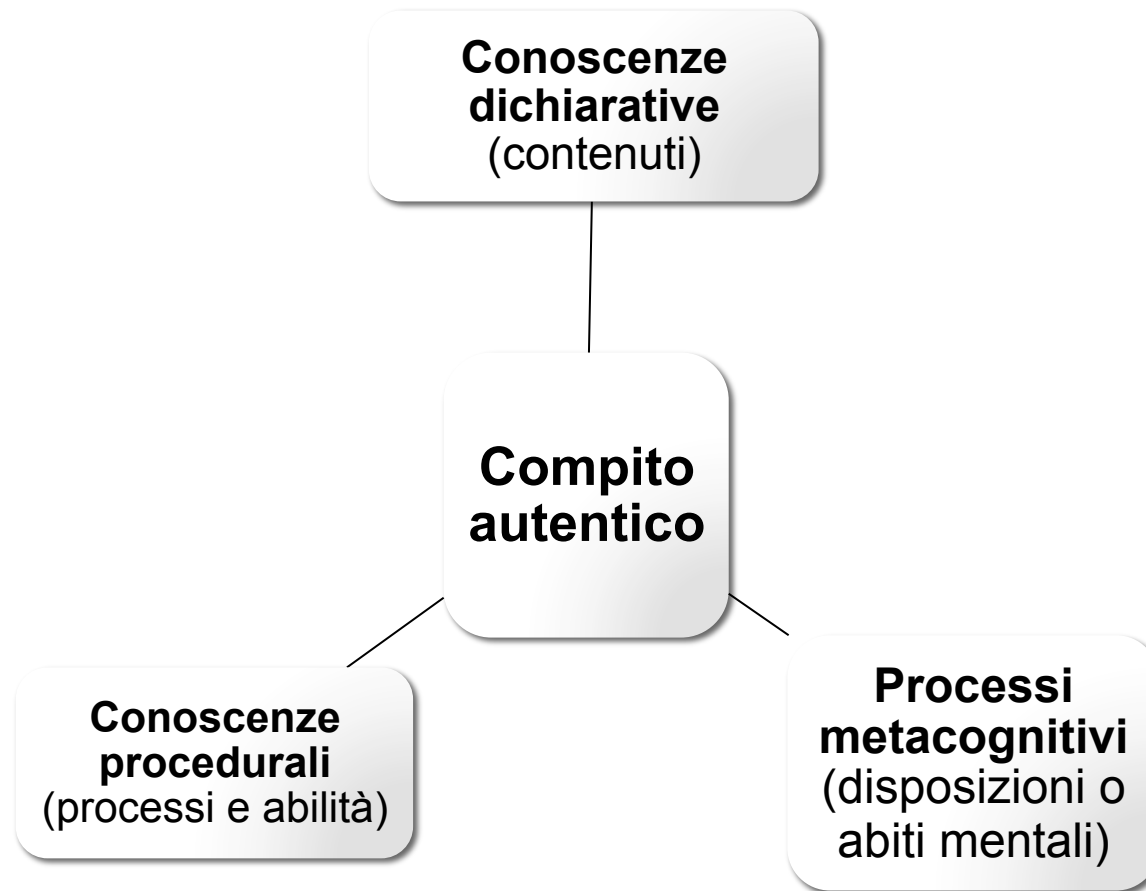 Conoscenze
dichiarative
(contenuti)
Compito
autentico
Conoscenze
procedurali
(processi e abilità)
Processi
metacognitivi
(disposizioni o
abiti mentali)